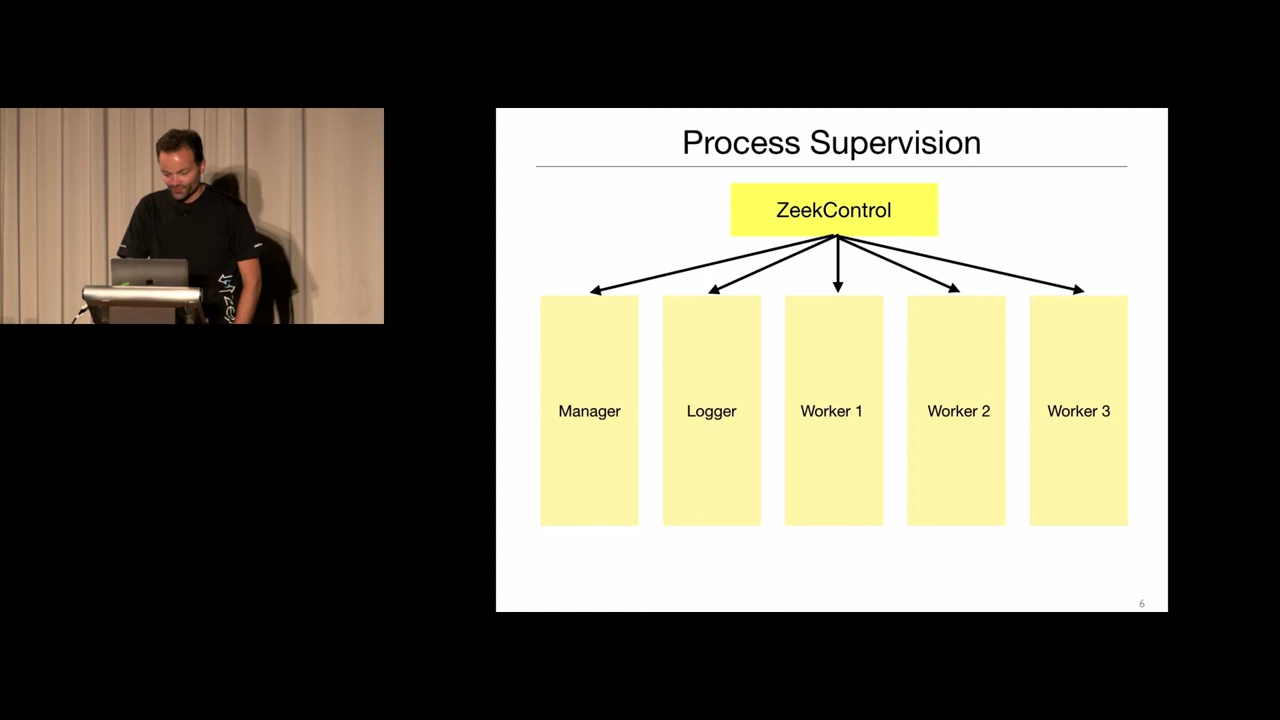 Process Supervision
ZeekControl
Manager
Logger
Worker 1
Worker 2
Worker 3
6